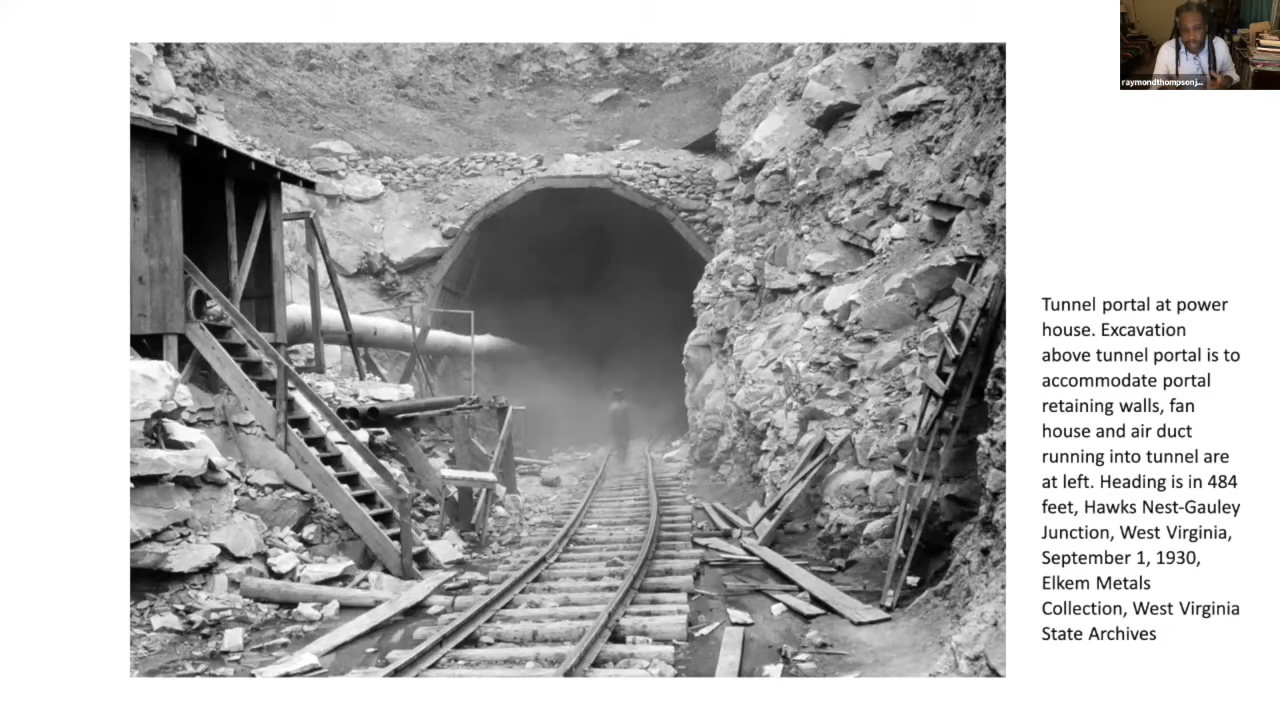 raymondthompsonj...
Tunnel portal at power
house. Excavation
above tunnel portal is to
accommodate portal
retaining walls, fan
house and air duct
running into tunnel are
at left. Heading is in 484
feet, Hawks Nest-Gauley
Junction, West Virginia,
September 1, 1930,
Elkem Metals
Collection, West Virginia
State Archives